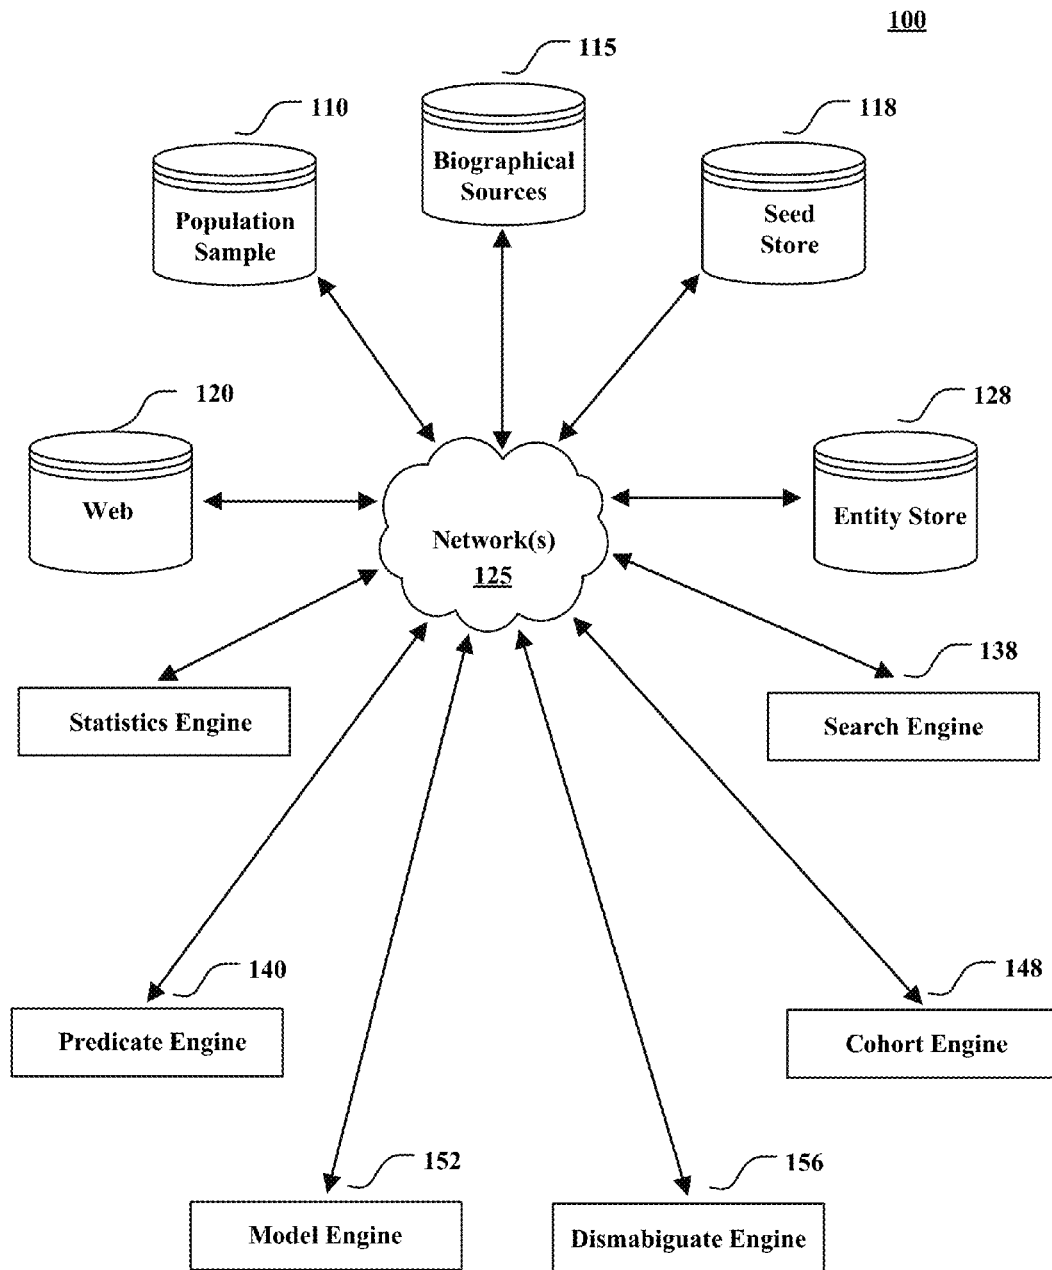 100
115
110
118
Biographical
Sources
Population
Sample
Seed
Store
120
128
Web
Entity Store
Network(s)
125
138
Statistics Engine
Search Engine
140
148
Predicate Engine
Cohort Engine
152
156
Model Engine
Dismabiguate Engine